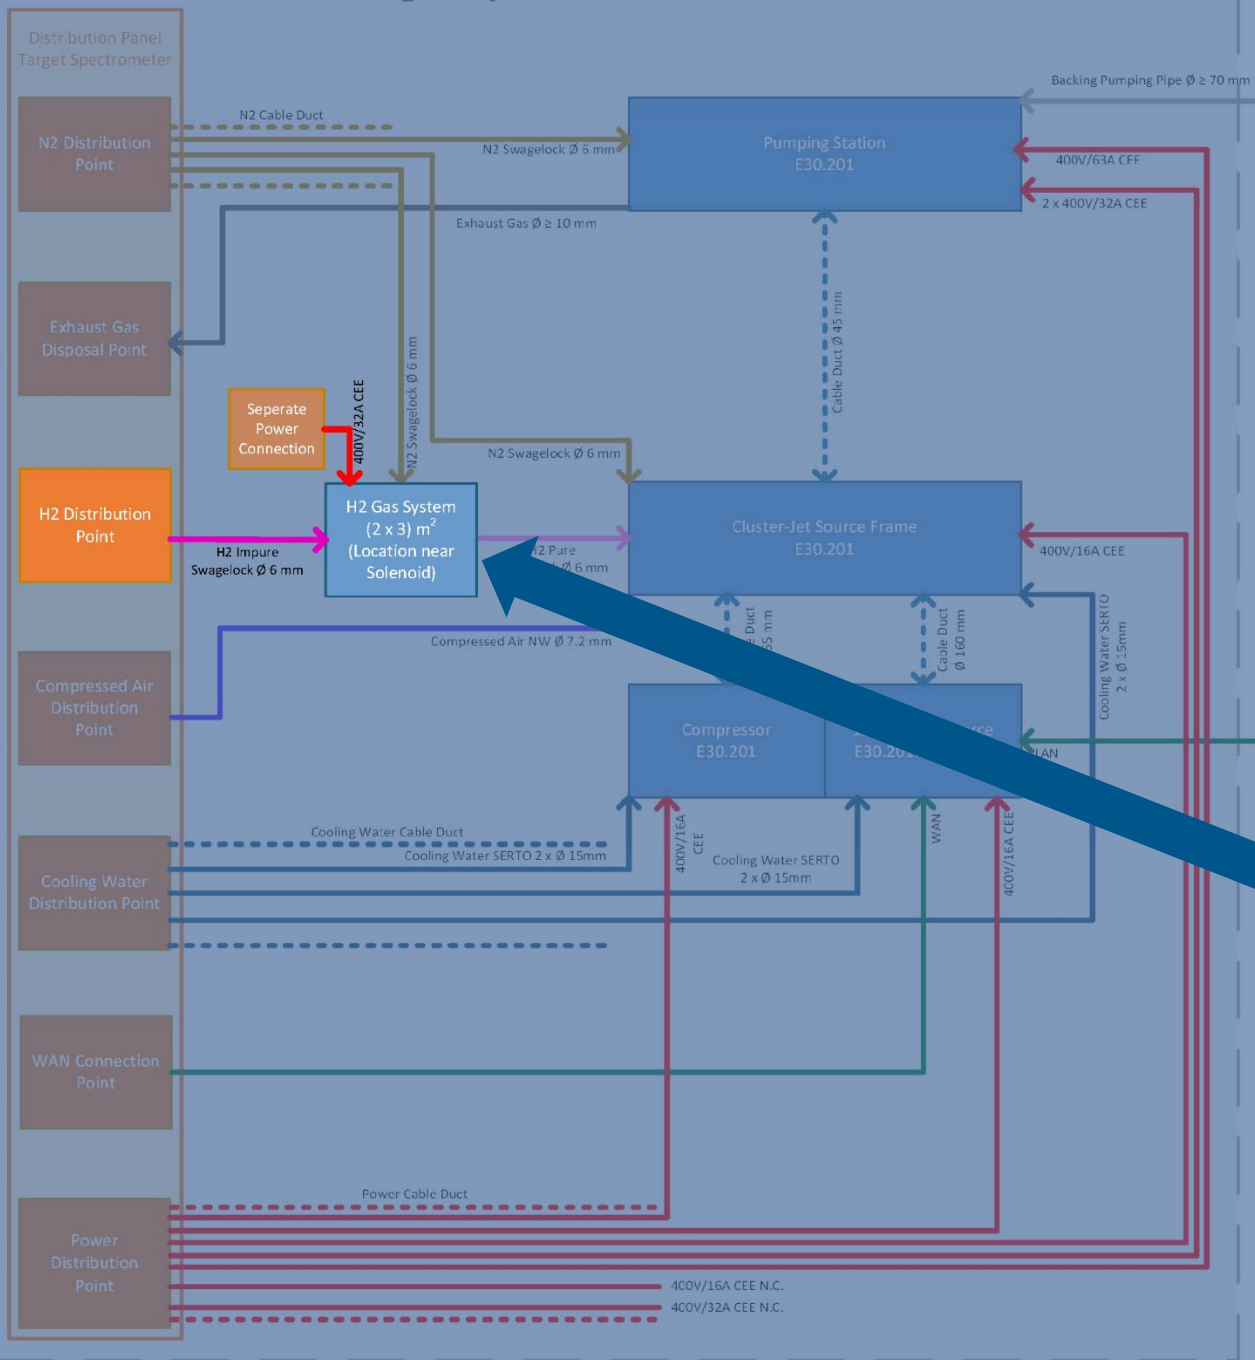 Distribution Panel
Target Spectrometer
N2 Distribution
Point
Exhaust Gas
Disposal Point
H2 Distribution
Point
Compressed Air
Distribution
Point
Cooling Water
Distribution Point
WAN Connection
Point
Power
Distribution
Point
N2 Cable Duct
N2 Swagelock Ø 6 mm
Exhaust Gas Ø ≥ 10 mm
Pumping Station
E30.201
Backing Pumping Pipe Ø ≥ 70 mm
400V/63A CEE
2 x 400V/32A CEE
Cable Duct Ø 45 mm
Seperate
Power
Connection
400V/32A CEE
N2 Swagelock Ø 6 mm
N2 Swagelock Ø 6 mm
H2 Gas System
(2 x 3) m²
(Location near
Solenoid)
H2 Impure
Swagelock Ø 6 mm
Pure
Ø 6 mm
Cluster-Jet Source Frame
E30.201
400V/16A CEE
Compressed Air NW Ø 7.2 mm
Duct
Cable Duct
Ø 160 mm
Cooling Water SERTO
2 x Ø 15mm
Compressor
E30.201
LAN
Cooling Water Cable Duct
Cooling Water SERTO 2 x Ø 15mm
400V/16A
CEE
Cooling Water SERTO
2 x Ø 15mm
WAN
400V/16A CEE
Power Cable Duct
400V/16A CEE N.C.
400V/32A CEE N.C.